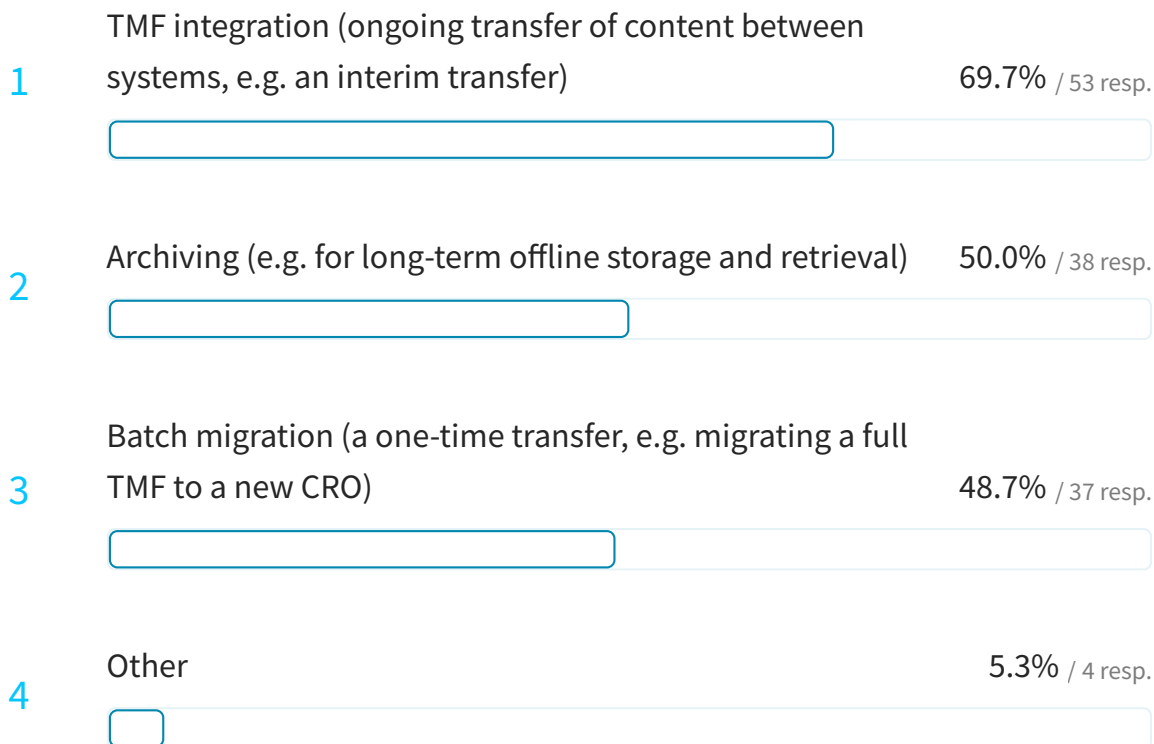 1
TMF integration (ongoing transfer of content between
systems, e.g. an interim transfer)
69.7% / 53 resp.
2
Archiving (e.g. for long-term offline storage and retrieval)
50.0% / 38 resp.
3
Batch migration (a one-time transfer, e.g. migrating a full
TMF to a new CRO)
48.7% / 37 resp.
4
Other
5.3% / 4 resp.